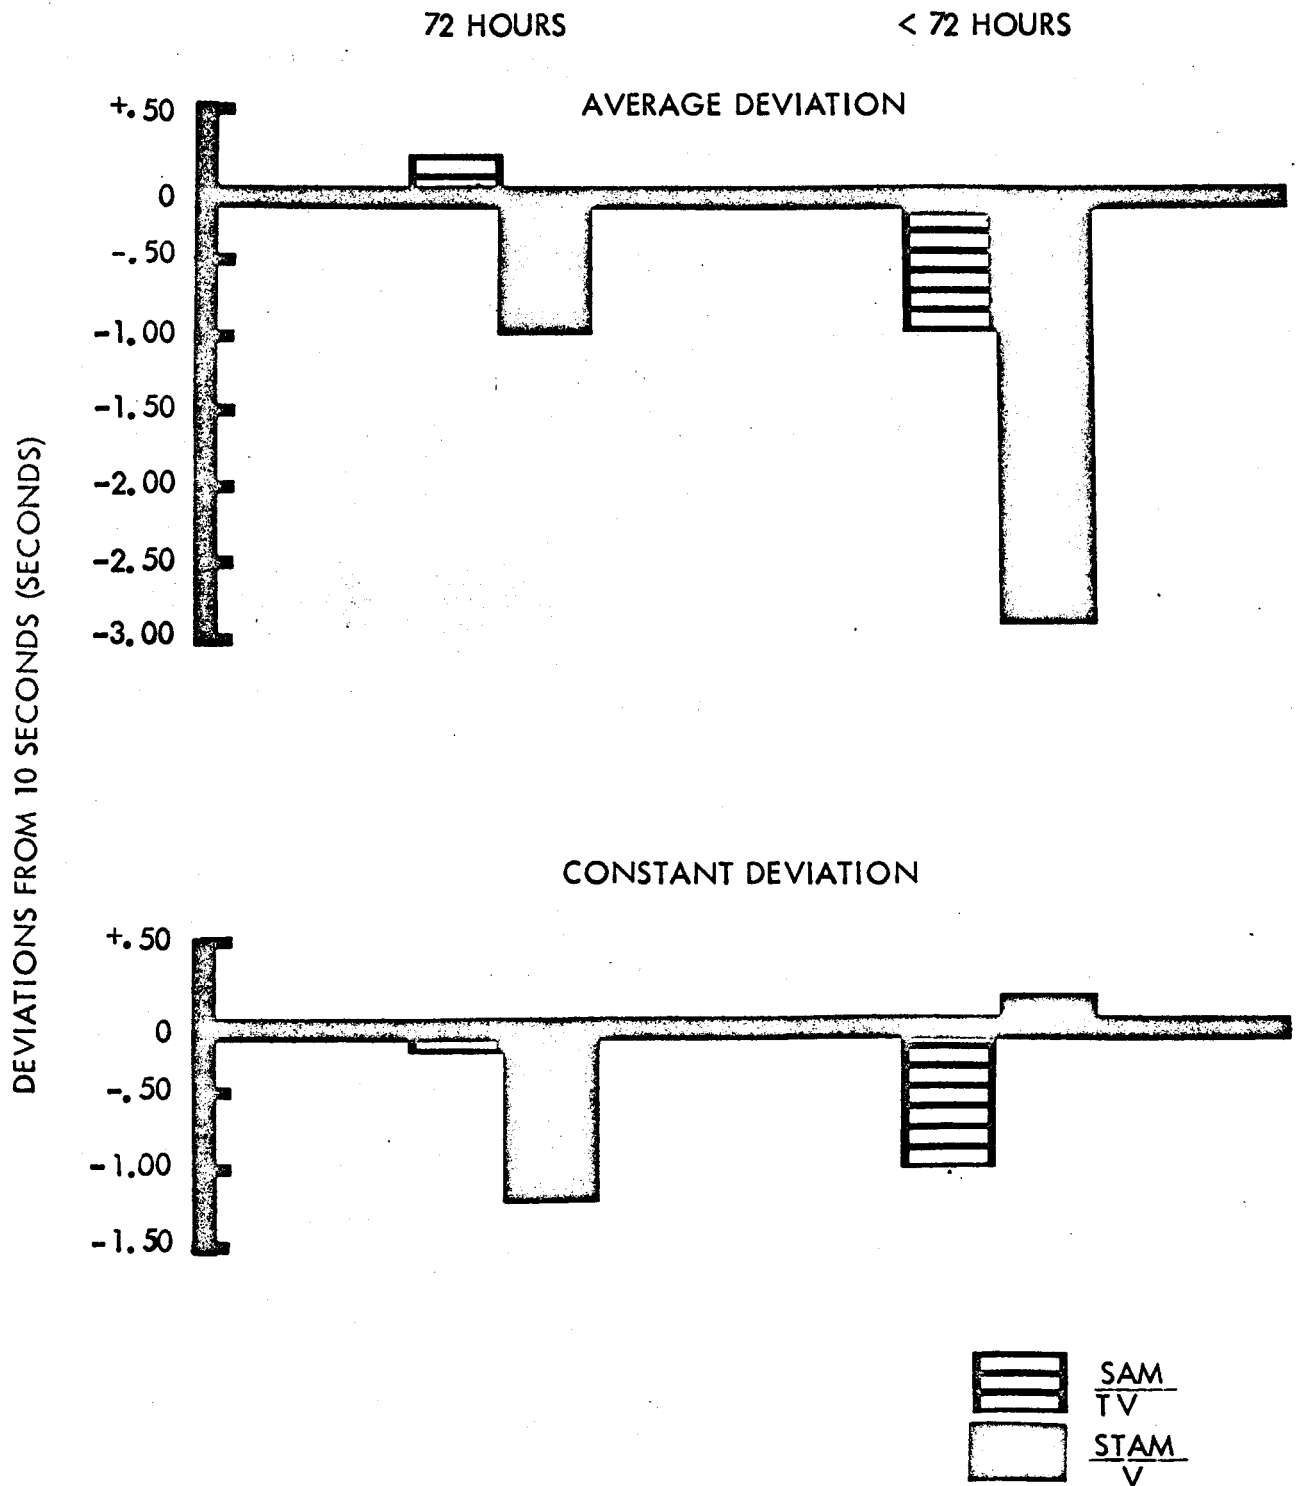 72 HOURS
< 72 HOURS
AVERAGE DEVIATION
+.50
0
-.50
-1.00
-1.50
-2.00
-2.50
-3.00
DEVIATIONS FROM 10 SECONDS (SECONDS)
CONSTANT DEVIATION
+.50
0
-.50
-1.00
-1.50
SAM
TV
STAM
V